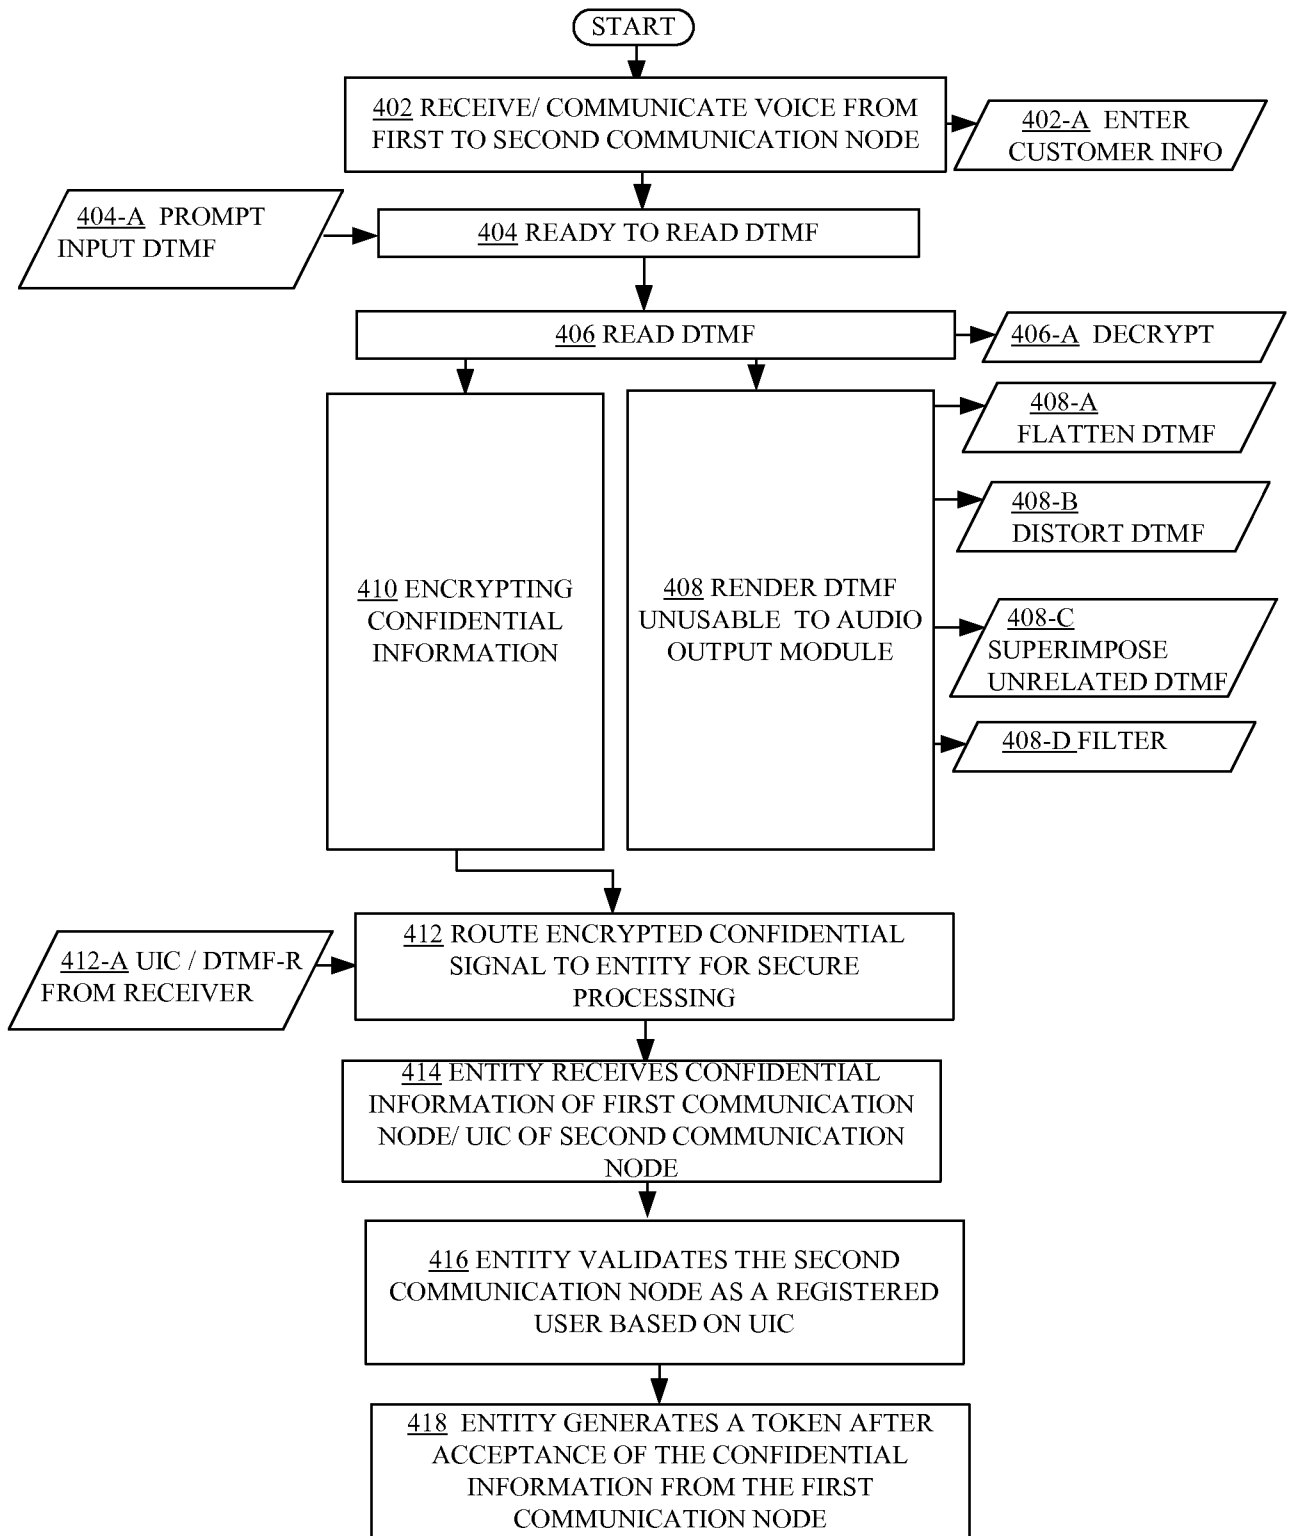 START
402 RECEIVE/ COMMUNICATE VOICE FROM
FIRST TO SECOND COMMUNICATION NODE
402-A ENTER
CUSTOMER INFO
404-A PROMPT
INPUT DTMF
404 READY TO READ DTMF
406 READ DTMF
406-A DECRYPT
408-A
FLATTEN DTMF
408-B
DISTORT DTMF
410 ENCRYPTING
CONFIDENTIAL
INFORMATION
408 RENDER DTMF
UNUSABLE TO AUDIO
OUTPUT MODULE
408-C
SUPERIMPOSE
UNRELATED DTMF
408-D FILTER
412 ROUTE ENCRYPTED CONFIDENTIAL
SIGNAL TO ENTITY FOR SECURE
PROCESSING
412-A UIC / DTMF-R
FROM RECEIVER
414 ENTITY RECEIVES CONFIDENTIAL
INFORMATION OF FIRST COMMUNICATION
NODE/ UIC OF SECOND COMMUNICATION
NODE
416 ENTITY VALIDATES THE SECOND
COMMUNICATION NODE AS A REGISTERED
USER BASED ON UIC
418 ENTITY GENERATES A TOKEN AFTER
ACCEPTANCE OF THE CONFIDENTIAL
INFORMATION FROM THE FIRST
COMMUNICATION NODE